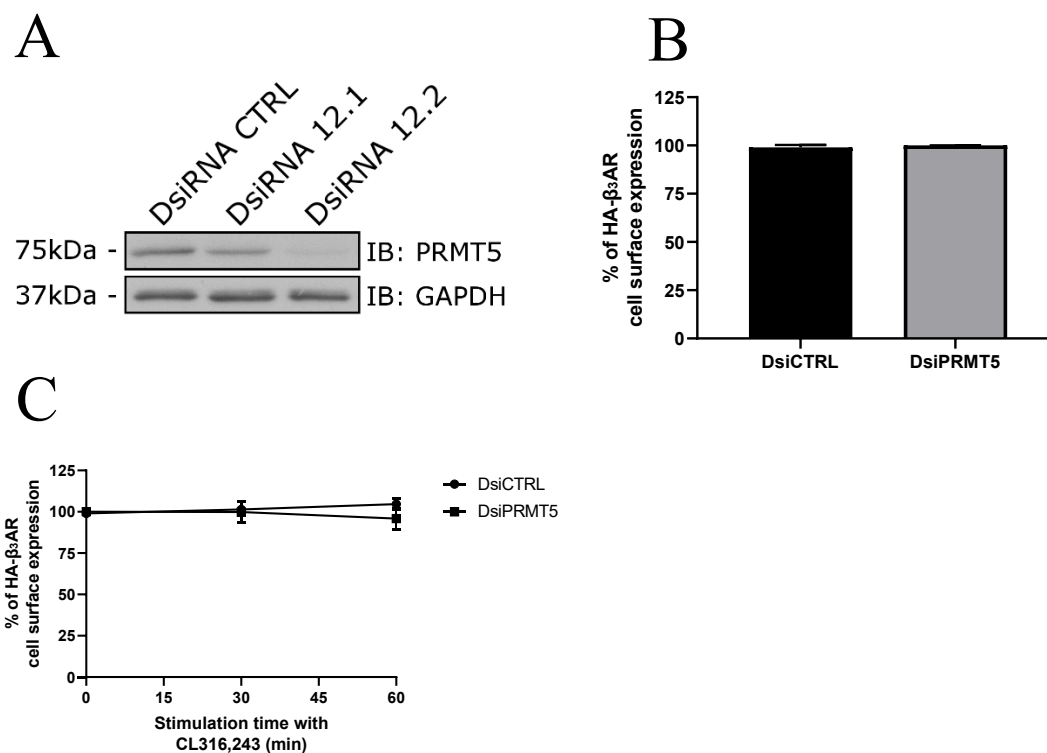 A
DsiRNA CTRL
DsiRNA 12.1
DsiRNA 12.2
75kDa - IB: PRMT5
37kDa - IB: GAPDH
B
% of HA-β₃AR
cell surface expression
125
100
75
50
25
0
DsiCTRL DsiPRMT5
C
% of HA-β₃AR
cell surface expression
125
100
75
50
25
0
0 15 30 45 60
Stimulation time with
CL316,243 (min)
DsiCTRL
DsiPRMT5